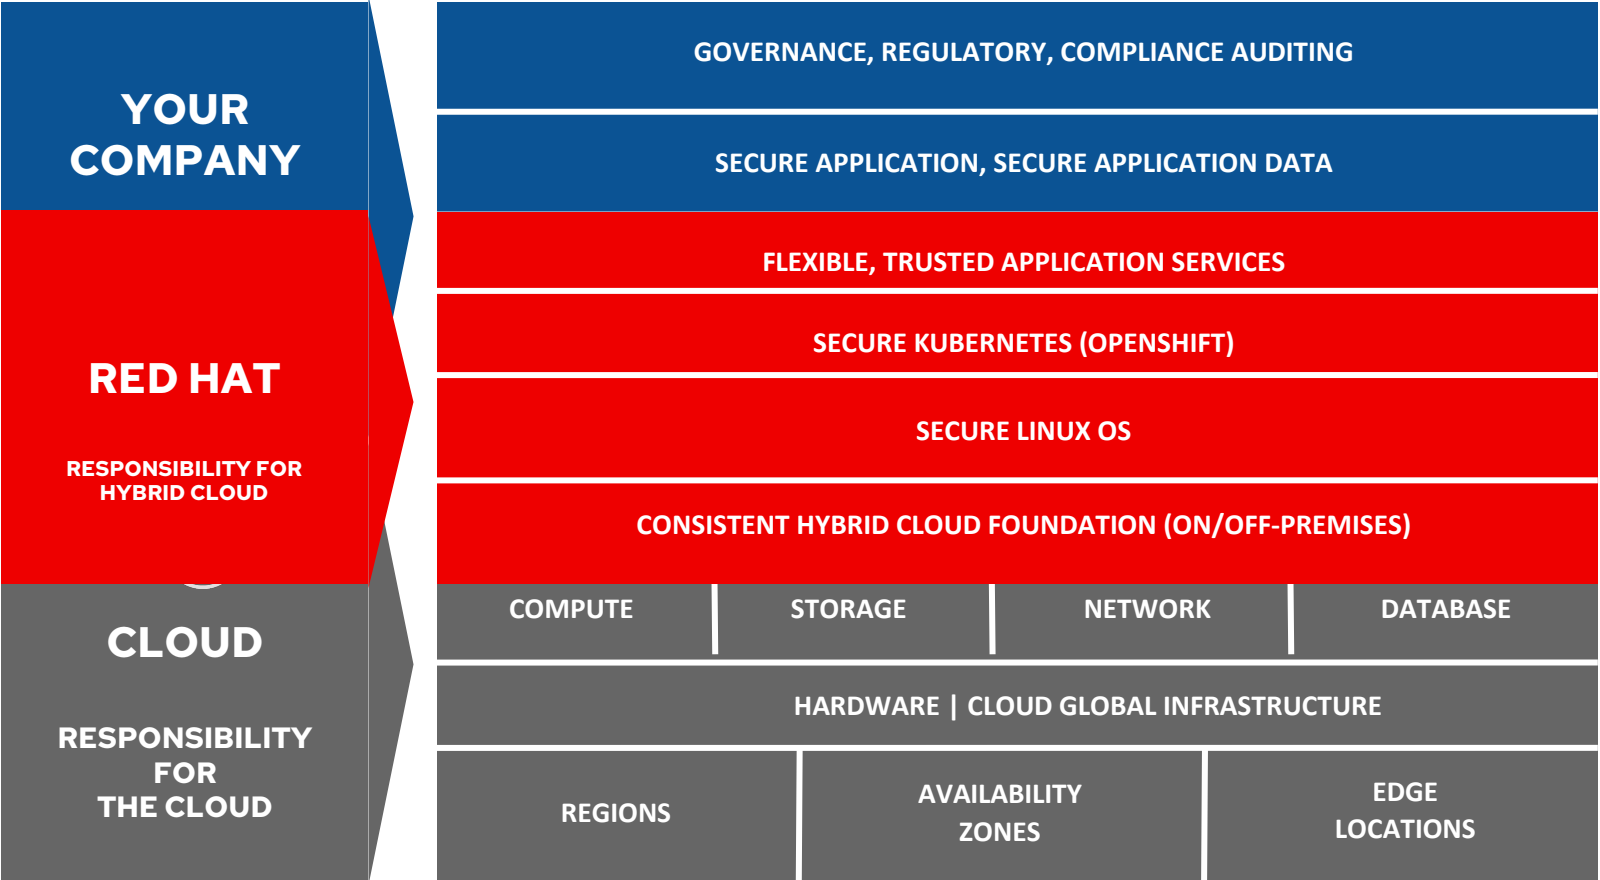 YOUR
COMPANY
GOVERNANCE, REGULATORY, COMPLIANCE AUDITING
SECURE APPLICATION, SECURE APPLICATION DATA
RED HAT
RESPONSIBILITY FOR
HYBRID CLOUD
FLEXIBLE, TRUSTED APPLICATION SERVICES
SECURE KUBERNETES (OPENSHIFT)
SECURE LINUX OS
CONSISTENT HYBRID CLOUD FOUNDATION (ON/OFF-PREMISES)
CLOUD
RESPONSIBILITY
FOR
THE CLOUD
COMPUTE
STORAGE
NETWORK
DATABASE
HARDWARE | CLOUD GLOBAL INFRASTRUCTURE
REGIONS
AVAILABILITY
ZONES
EDGE
LOCATIONS